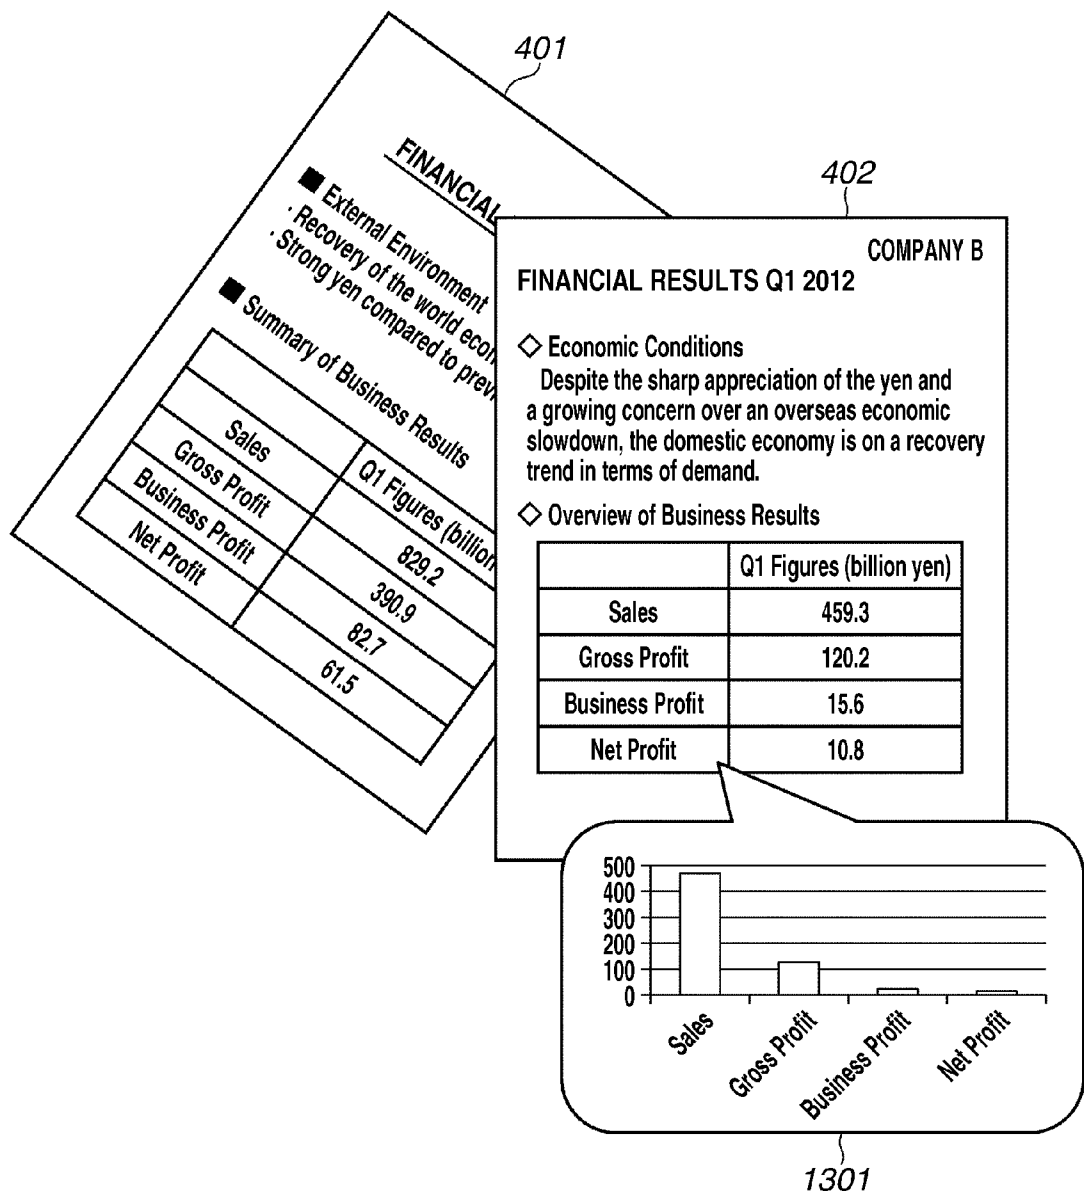 401
FINANCIAL
■ External Environment
· Recovery of the world econ
· Strong yen compared to previ
■ Summary of Business Results
Q1 Figures (billion
Sales 829.2
Gross Profit 390.9
Business Profit 82.7
Net Profit 61.5
402
COMPANY B
FINANCIAL RESULTS Q1 2012
◇ Economic Conditions
Despite the sharp appreciation of the yen and
a growing concern over an overseas economic
slowdown, the domestic economy is on a recovery
trend in terms of demand.
◇ Overview of Business Results
Q1 Figures (billion yen)
Sales 459.3
Gross Profit 120.2
Business Profit 15.6
Net Profit 10.8
500
400
300
200
100
0
Sales
Gross Profit
Business Profit
Net Profit
1301